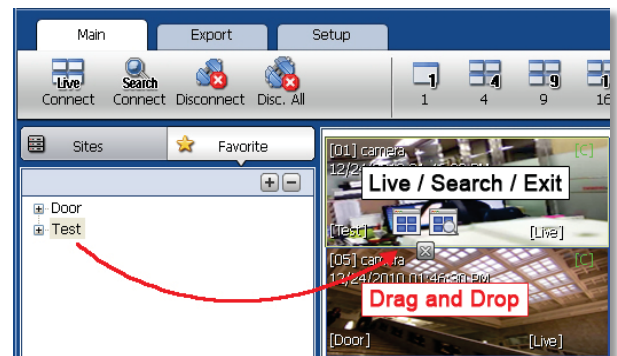 Main Export Setup
Live Search
Connect Connect Disconnect Disc. All 1 4 9 16
1 4 9
Sites Favorite
[01] camera [C]
12/2
Live / Search / Exit
Door
Test
[Test] [Live]
[05] camera [C]
12/24/2010 01:46:30 PM
Drag and Drop
[Door] [Live]